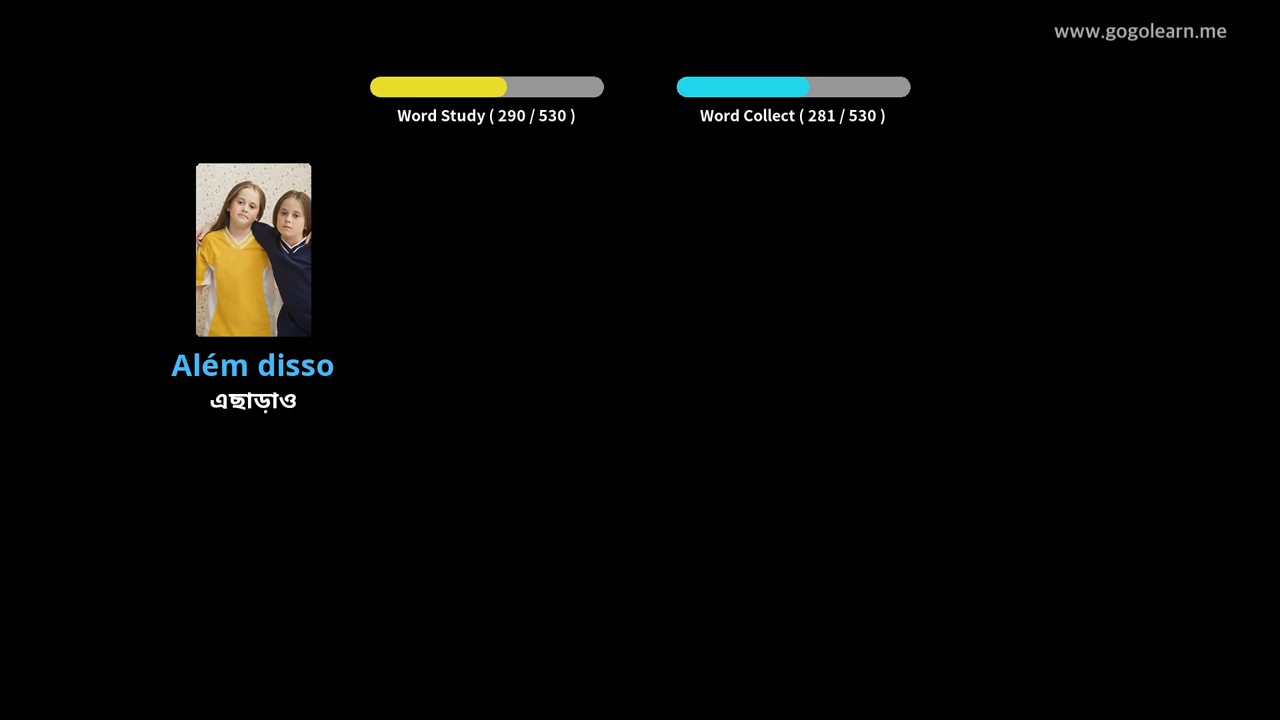 www.gogolearn.me
Word Study ( 290 / 530 )
Word Collect ( 281 / 530 )
Além disso
এছাড়াও